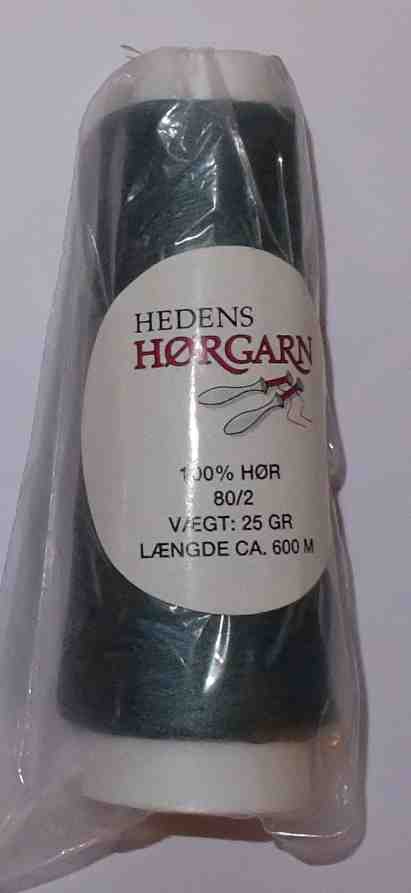 HEDENS
HØRGARN
100% HØR
80/2
VÆGT: 25 GR
LÆNGDE CA. 600 M